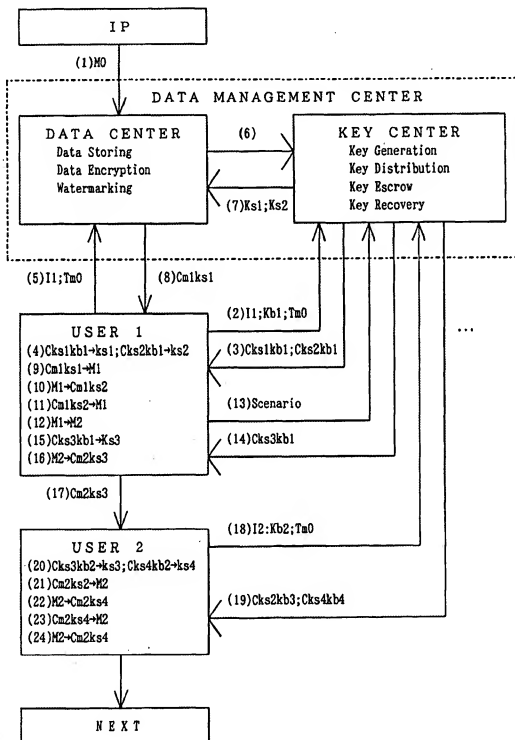 IP
(1)M0
DATA MANAGEMENT CENTER
DATA CENTER
Data Storing
Data Encryption
Watermarking
(6)
(7)Ks1;Ks2
KEY CENTER
Key Generation
Key Distribution
Key Escrow
Key Recovery
(5)I1;Tm0
(8)Cm1ks1
USER 1
(4)Cks1kb1→ks1;Cks2kb1→ks2
(9)Cm1ks1→M1
(10)M1→Cm1ks2
(11)Cm1ks2→M1
(12)M1→M2
(15)Cks3kb1→Ks3
(16)M2→Cm2ks3
(2)I1;Kb1;Tm0
(3)Cks1kb1;Cks2kb1
(13)Scenario
(14)Cks3kb1
...
(17)Cm2ks3
USER 2
(20)Cks3kb2→ks3;Cks4kb2→ks4
(21)Cm2ks2→M2
(22)M2→Cm2ks4
(23)Cm2ks4→M2
(24)M2→Cm2ks4
(18)I2:Kb2;Tm0
(19)Cks2kb3;Cks4kb4
NEXT